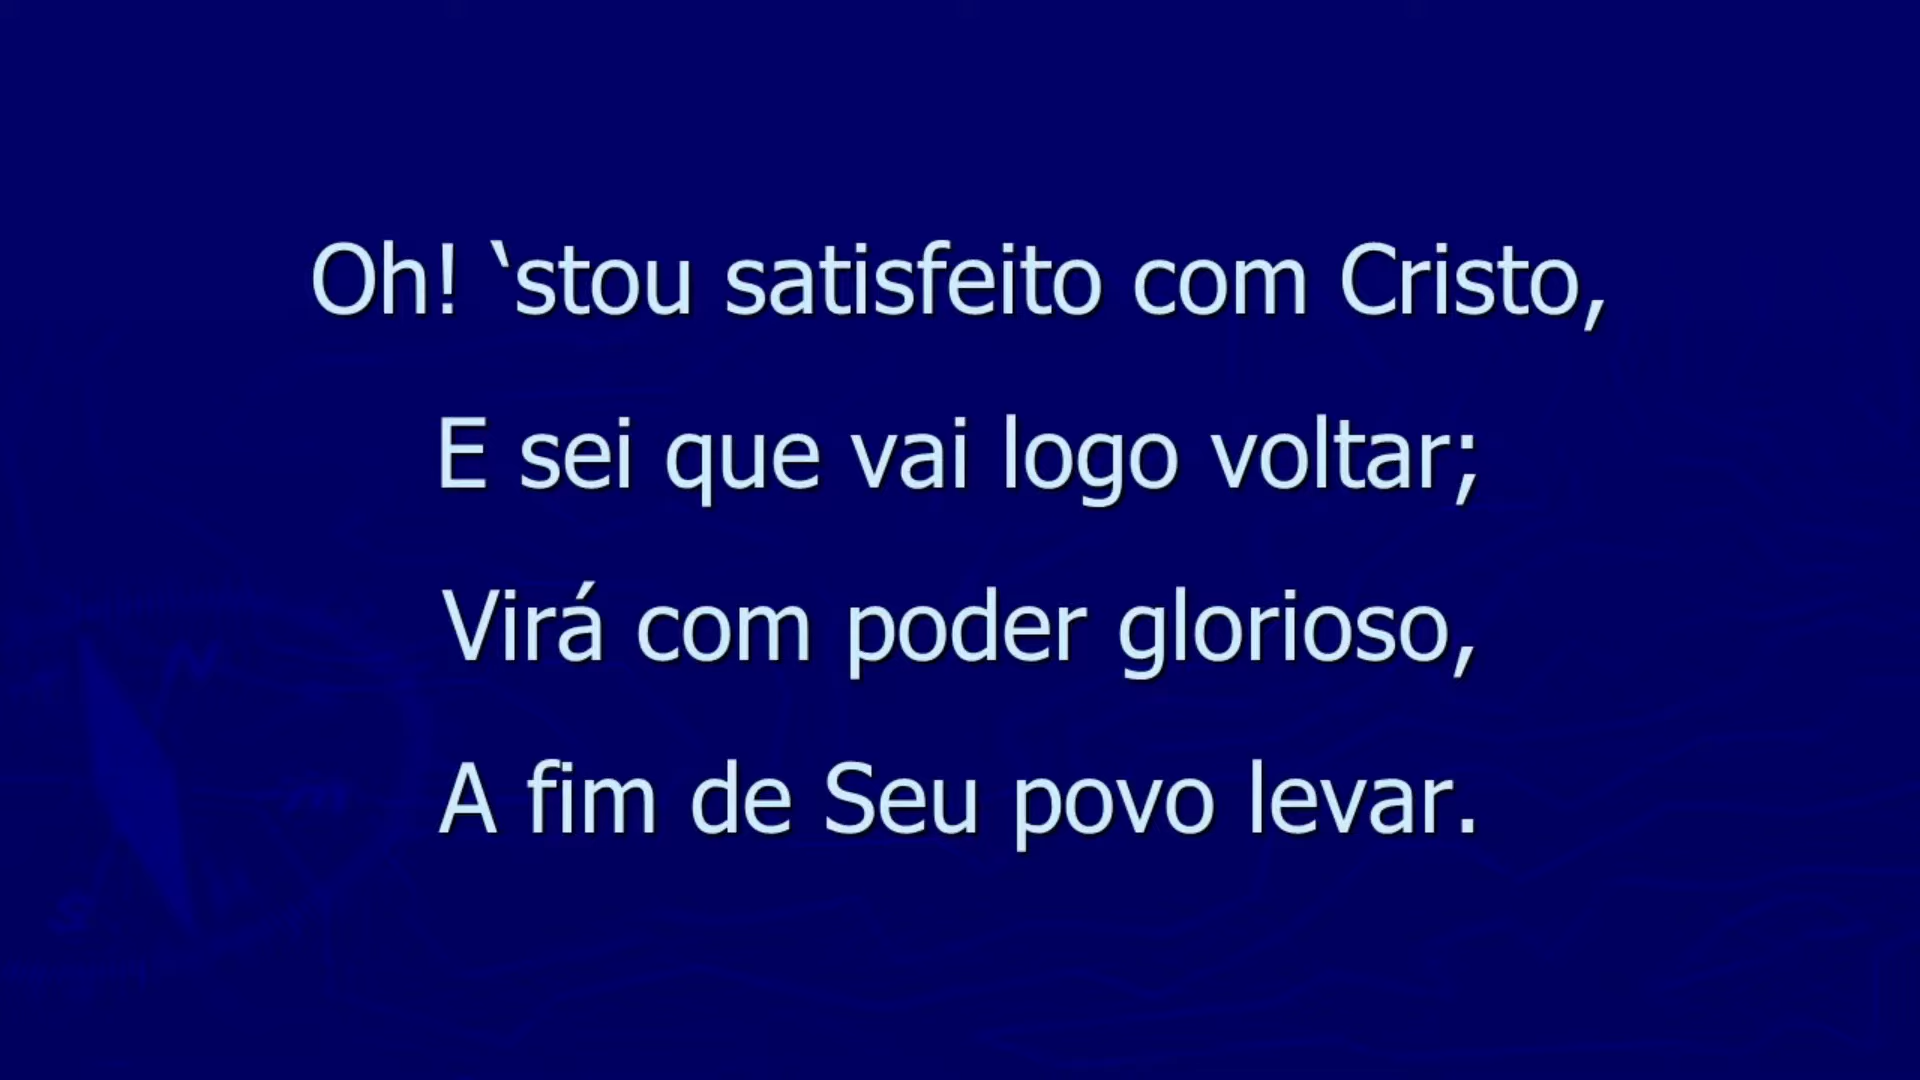 Oh! ‘stou satisfeito com Cristo,
E sei que vai logo voltar;
Virá com poder glorioso,
A fim de Seu povo levar.